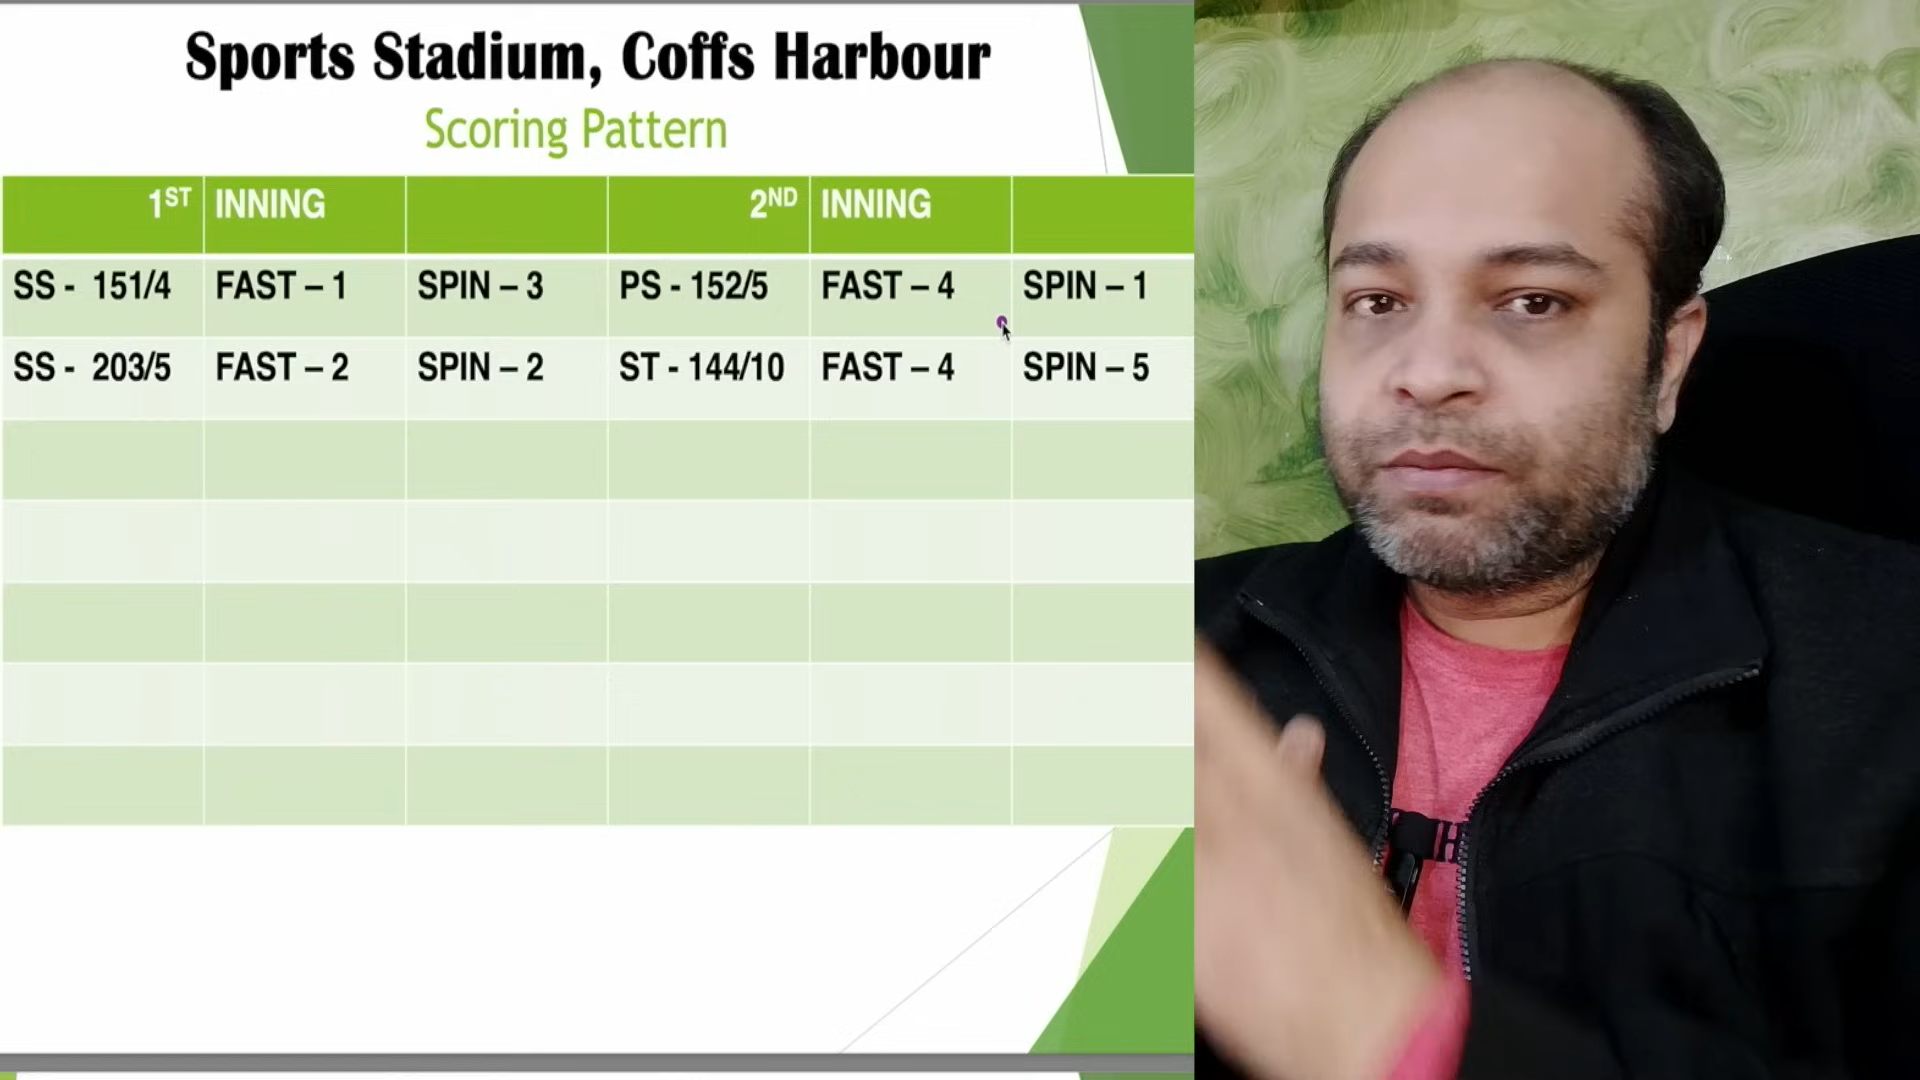 Sports Stadium, Coffs Harbour
Scoring Pattern
1ST INNING 2ND INNING
SS - 151/4 FAST – 1 SPIN – 3 PS - 152/5 FAST – 4 SPIN – 1
SS - 203/5 FAST – 2 SPIN – 2 ST - 144/10 FAST – 4 SPIN – 5